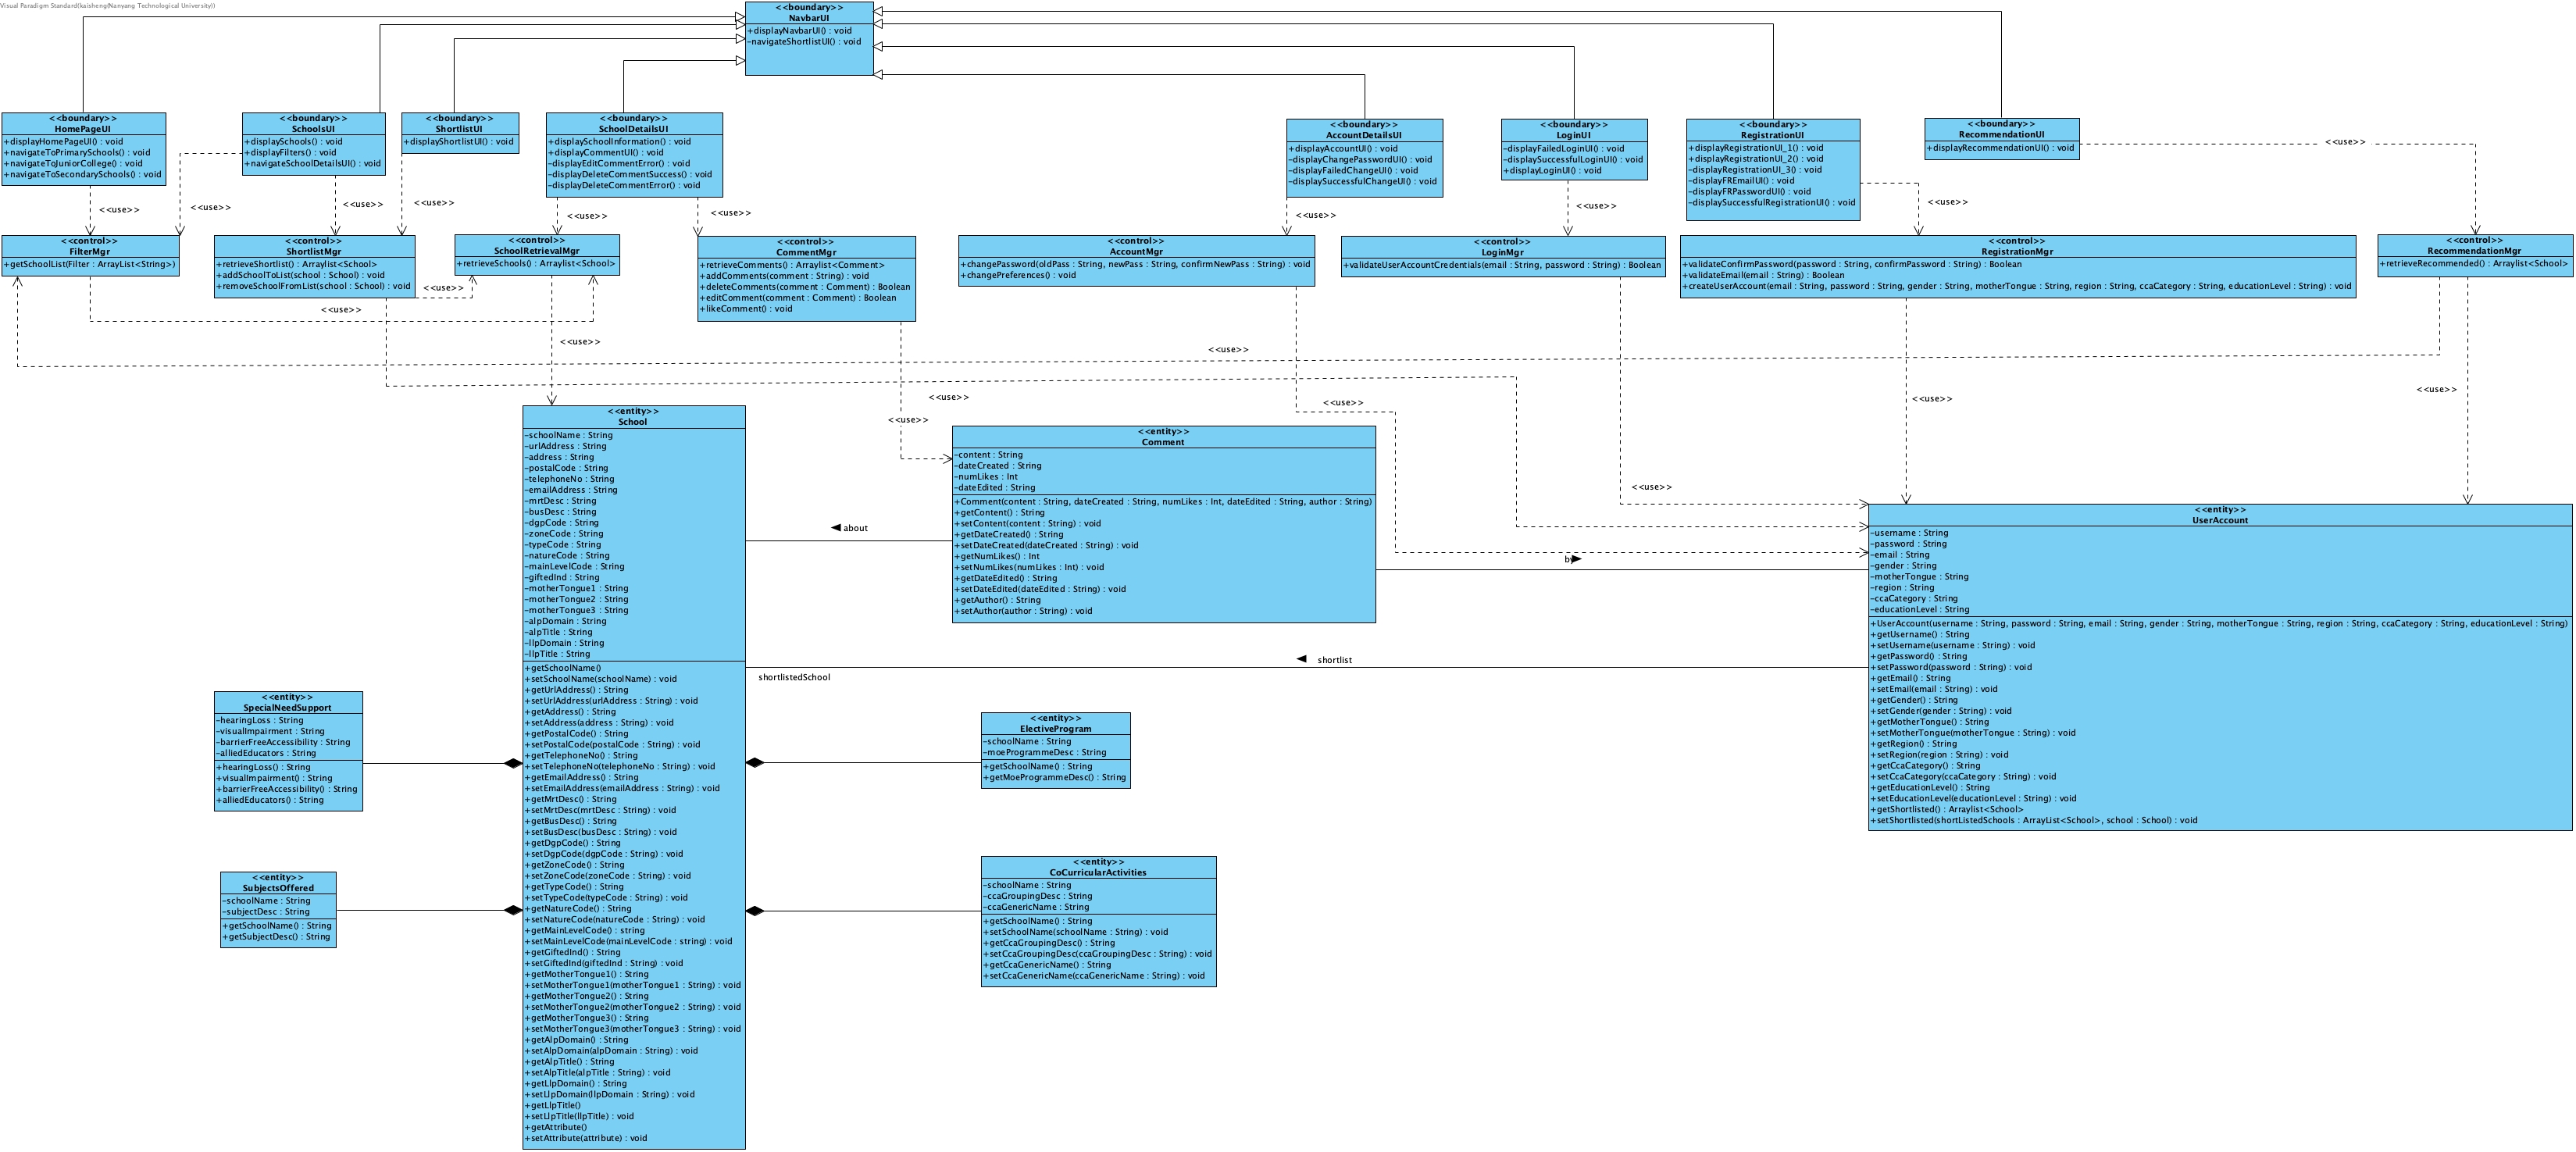 Visual Paradigm Standard(kaisheng(Nanyang Technological University))
<<boundary>>
NavbarUI
+displayNavbarUI() : void
-navigateShortlistUI() : void
<<boundary>>
HomePageUI
+displayHomePageUI() : void
+navigateToPrimarySchools() : void
+navigateToJuniorCollege() : void
+navigateToSecondarySchools() : void
<<boundary>>
SchoolsUI
+displaySchools() : void
+displayFilters() : void
+navigateSchoolDetailsUI() : void
<<boundary>>
ShortlistUI
+displayShortlistUI() : void
<<boundary>>
SchoolDetailsUI
+displaySchoolInformation() : void
+displayCommentUI() : void
-displayEditCommentError() : void
-displayDeleteCommentSuccess() : void
-displayDeleteCommentError() : void
<<boundary>>
AccountDetailsUI
+displayAccountUI() : void
-displayChangePasswordUI() : void
-displayFailedChangeUI() : void
-displaySuccessfulChangeUI() : void
<<boundary>>
LoginUI
-displayFailedLoginUI() : void
-displaySuccessfulLoginUI() : void
+displayLoginUI() : void
<<boundary>>
RegistrationUI
+displayRegistrationUI_1() : void
+displayRegistrationUI_2() : void
-displayRegistrationUI_3() : void
-displayFREmailUI() : void
-displayFRPasswordUI() : void
-displaySuccessfulRegistrationUI() : void
<<boundary>>
RecommendationUI
+displayRecommendationUI() : void
<<use>>
<<use>>
<<use>>
<<use>>
<<use>>
<<use>>
<<use>>
<<use>>
<<use>>
<<use>>
<<control>>
FilterMgr
+getSchoolList(Filter : ArrayList<String>)
<<control>>
ShortlistMgr
+retrieveShortlist() : Arraylist<School>
+addSchoolToList(school : School) : void
+removeSchoolFromList(school : School) : void
<<control>>
SchoolRetrievalMgr
+retrieveSchools() : Arraylist<School>
<<control>>
CommentMgr
+retrieveComments() : Arraylist<Comment>
+addComments(comment : String) : void
+deleteComments(comment : Comment) : Boolean
+editComment(comment : Comment) : Boolean
+likeComment() : void
<<control>>
AccountMgr
+changePassword(oldPass : String, newPass : String, confirmNewPass : String) : void
+changePreferences() : void
<<control>>
LoginMgr
+validateUserAccountCredentials(email : String, password : String) : Boolean
<<control>>
RegistrationMgr
+validateConfirmPassword(password : String, confirmPassword : String) : Boolean
+validateEmail(email : String) : Boolean
+createUserAccount(email : String, password : String, gender : String, motherTongue : String, region : String, ccaCategory : String, educationLevel : String) : void
<<control>>
RecommendationMgr
+retrieveRecommended() : Arraylist<School>
<<use>>
<<use>>
<<use>>
<<use>>
<<use>>
<<use>>
<<use>>
<<use>>
<<use>>
<<use>>
<<use>>
<<entity>>
School
-schoolName : String
-urlAddress : String
-address : String
-postalCode : String
-telephoneNo : String
-emailAddress : String
-mrtDesc : String
-busDesc : String
-dgpCode : String
-zoneCode : String
-typeCode : String
-natureCode : String
-mainLevelCode : String
-giftedInd : String
-motherTongue1 : String
-motherTongue2 : String
-motherTongue3 : String
-alpDomain : String
-alpTitle : String
-llpDomain : String
-llpTitle : String
+getSchoolName()
+setSchoolName(schoolName) : void
+getUrlAddress() : String
+setUrlAddress(urlAddress : String) : void
+getAddress() : String
+setAddress(address : String) : void
+getPostalCode() : String
+setPostalCode(postalCode : String) : void
+getTelephoneNo() : String
+setTelephoneNo(telephoneNo : String) : void
+getEmailAddress() : String
+setEmailAddress(emailAddress : String) : void
+getMrtDesc() : String
+setMrtDesc(mrtDesc : String) : void
+getBusDesc() : String
+setBusDesc(busDesc : String) : void
+getDgpCode() : String
+setDgpCode(dgpCode : String) : void
+getZoneCode() : String
+setZoneCode(zoneCode : String) : void
+getTypeCode() : String
+setTypeCode(typeCode : String) : void
+getNatureCode() : String
+setNatureCode(natureCode : String) : void
+getMainLevelCode() : string
+setMainLevelCode(mainLevelCode : string) : void
+getGiftedInd() : String
+setGiftedInd(giftedInd : String) : void
+getMotherTongue1() : String
+setMotherTongue1(motherTongue1 : String) : void
+getMotherTongue2() : String
+setMotherTongue2(motherTongue2 : String) : void
+getMotherTongue3() : String
+setMotherTongue3(motherTongue3 : String) : void
+getAlpDomain() : String
+setAlpDomain(alpDomain : String) : void
+getAlpTitle() : String
+setAlpTitle(alpTitle : String) : void
+getLlpDomain() : String
+setLlpDomain(llpDomain : String) : void
+getLlpTitle()
+setLlpTitle(llpTitle) : void
+getAttribute()
+setAttribute(attribute) : void
<<entity>>
Comment
-content : String
-dateCreated : String
-numLikes : Int
-dateEdited : String
+Comment(content : String, dateCreated : String, numLikes : Int, dateEdited : String, author : String)
+getContent() : String
+setContent(content : String) : void
+getDateCreated() : String
+setDateCreated(dateCreated : String) : void
+getNumLikes() : Int
+setNumLikes(numLikes : Int) : void
+getDateEdited() : String
+setDateEdited(dateEdited : String) : void
+getAuthor() : String
+setAuthor(author : String) : void
about
by
shortlist
shortlistedSchool
<<entity>>
UserAccount
-username : String
-password : String
-email : String
-gender : String
-motherTongue : String
-region : String
-ccaCategory : String
-educationLevel : String
+UserAccount(username : String, password : String, email : String, gender : String, motherTongue : String, region : String, ccaCategory : String, educationLevel : String)
+getUsername() : String
+setUsername(username : String) : void
+getPassword() : String
+setPassword(password : String) : void
+getEmail() : String
+setEmail(email : String) : void
+getGender() : String
+setGender(gender : String) : void
+getMotherTongue() : String
+setMotherTongue(motherTongue : String) : void
+getRegion() : String
+setRegion(region : String) : void
+getCcaCategory() : String
+setCcaCategory(ccaCategory : String) : void
+getEducationLevel() : String
+setEducationLevel(educationLevel : String) : void
+getShortlisted() : Arraylist<School>
+setShortlisted(shortListedSchools : ArrayList<School>, school : School) : void
<<entity>>
SpecialNeedSupport
-hearingLoss : String
-visualImpairment : String
-barrierFreeAccessibility : String
-alliedEducators : String
+hearingLoss() : String
+visualImpairment() : String
+barrierFreeAccessibility() : String
+alliedEducators() : String
<<entity>>
ElectiveProgram
-schoolName : String
-moeProgrammeDesc : String
+getSchoolName() : String
+getMoeProgrammeDesc() : String
<<entity>>
SubjectsOffered
-schoolName : String
-subjectDesc : String
+getSchoolName() : String
+getSubjectDesc() : String
<<entity>>
CoCurricularActivities
-schoolName : String
-ccaGroupingDesc : String
-ccaGenericName : String
+getSchoolName() : String
+setSchoolName(schoolName : String) : void
+getCcaGroupingDesc() : String
+setCcaGroupingDesc(ccaGroupingDesc : String) : void
+getCcaGenericName() : String
+setCcaGenericName(ccaGenericName : String) : void